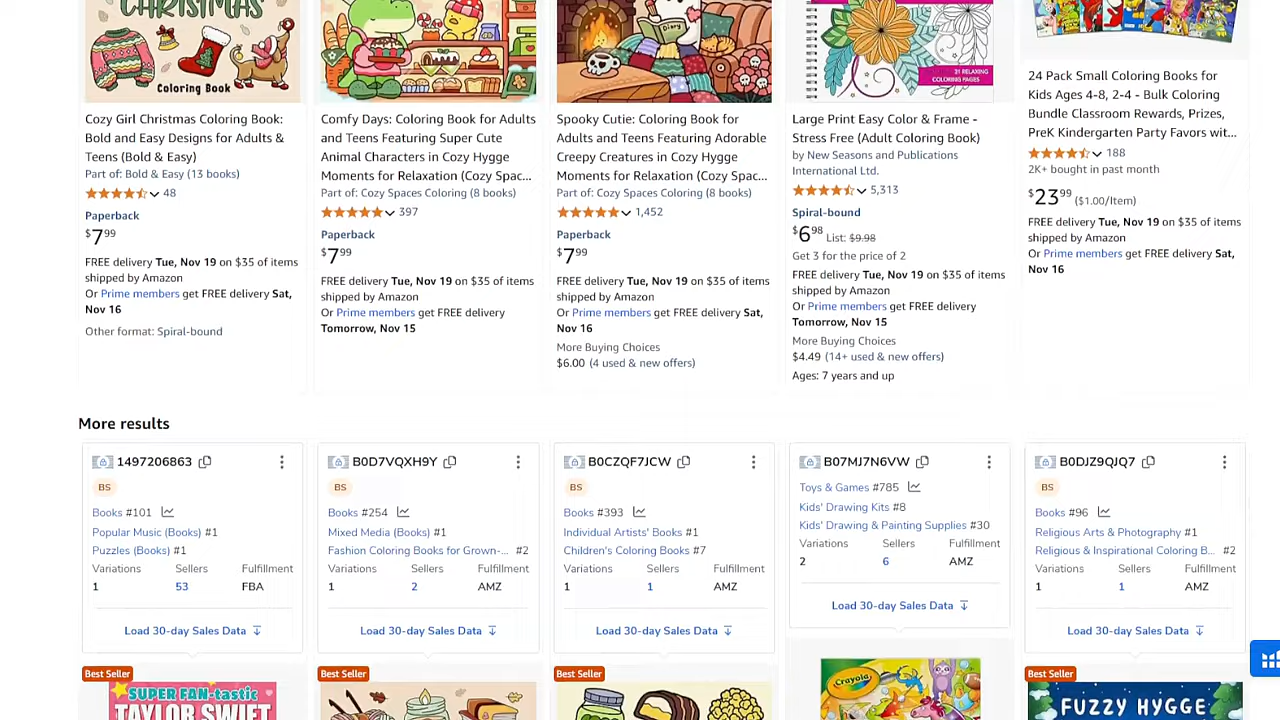 CHRISTMAS
Coloring Book
Diary
31 RELAXING
COLORING PAGES
Cozy Girl Christmas Coloring Book:
Bold and Easy Designs for Adults &
Teens (Bold & Easy)
Part of: Bold & Easy (13 books)
48
Paperback
$7.99
FREE delivery Tue, Nov 19 on $35 of items
shipped by Amazon
Or Prime members get FREE delivery Sat,
Nov 16
Other format: Spiral-bound
Comfy Days: Coloring Book for Adults
and Teens Featuring Super Cute
Animal Characters in Cozy Hygge
Moments for Relaxation (Cozy Spac...
Part of: Cozy Spaces Coloring (8 books)
397
Paperback
$7.99
FREE delivery Tue, Nov 19 on $35 of items
shipped by Amazon
Or Prime members get FREE delivery
Tomorrow, Nov 15
Spooky Cutie: Coloring Book for
Adults and Teens Featuring Adorable
Creepy Creatures in Cozy Hygge
Moments for Relaxation (Cozy Spac...
Part of: Cozy Spaces Coloring (8 books)
1,452
Paperback
$7.99
FREE delivery Tue, Nov 19 on $35 of items
shipped by Amazon
Or Prime members get FREE delivery Sat,
Nov 16
More Buying Choices
$6.00 (4 used & new offers)
Large Print Easy Color & Frame -
Stress Free (Adult Coloring Book)
by New Seasons and Publications
International Ltd.
5,313
Spiral-bound
$6.98 List: $9.98
Get 3 for the price of 2
FREE delivery Tue, Nov 19 on $35 of items
shipped by Amazon
Or Prime members get FREE delivery
Tomorrow, Nov 15
More Buying Choices
$4.49 (14+ used & new offers)
Ages: 7 years and up
24 Pack Small Coloring Books for
Kids Ages 4-8, 2-4 - Bulk Coloring
Bundle Classroom Rewards, Prizes,
PreK Kindergarten Party Favors wit...
188
2K+ bought in past month
$23.99 ($1.00/Item)
FREE delivery Tue, Nov 19 on $35 of items
shipped by Amazon
Or Prime members get FREE delivery Sat,
Nov 16
More results
1497206863
BS
Books #101
Popular Music (Books) #1
Puzzles (Books) #1
Variations Sellers Fulfillment
1 53 FBA
Load 30-day Sales Data
Best Seller
SUPER FAN-tastic
TAYLOR SWIFT
B0D7VQXH9Y
BS
Books #254
Mixed Media (Books) #1
Fashion Coloring Books for Grown-... #2
Variations Sellers Fulfillment
1 2 AMZ
Load 30-day Sales Data
Best Seller
B0CZQF7JCW
BS
Books #393
Individual Artists' Books #1
Children's Coloring Books #7
Variations Sellers Fulfillment
1 1 AMZ
Load 30-day Sales Data
Best Seller
B07MJ7N6VW
Toys & Games #785
Kids' Drawing Kits #8
Kids' Drawing & Painting Supplies #30
Variations Sellers Fulfillment
2 6 AMZ
Load 30-day Sales Data
Crayola
B0DJZ9QJQ7
BS
Books #96
Religious Arts & Photography #1
Religious & Inspirational Coloring B... #2
Variations Sellers Fulfillment
1 1 AMZ
Load 30-day Sales Data
Best Seller
FUZZY HYGGE